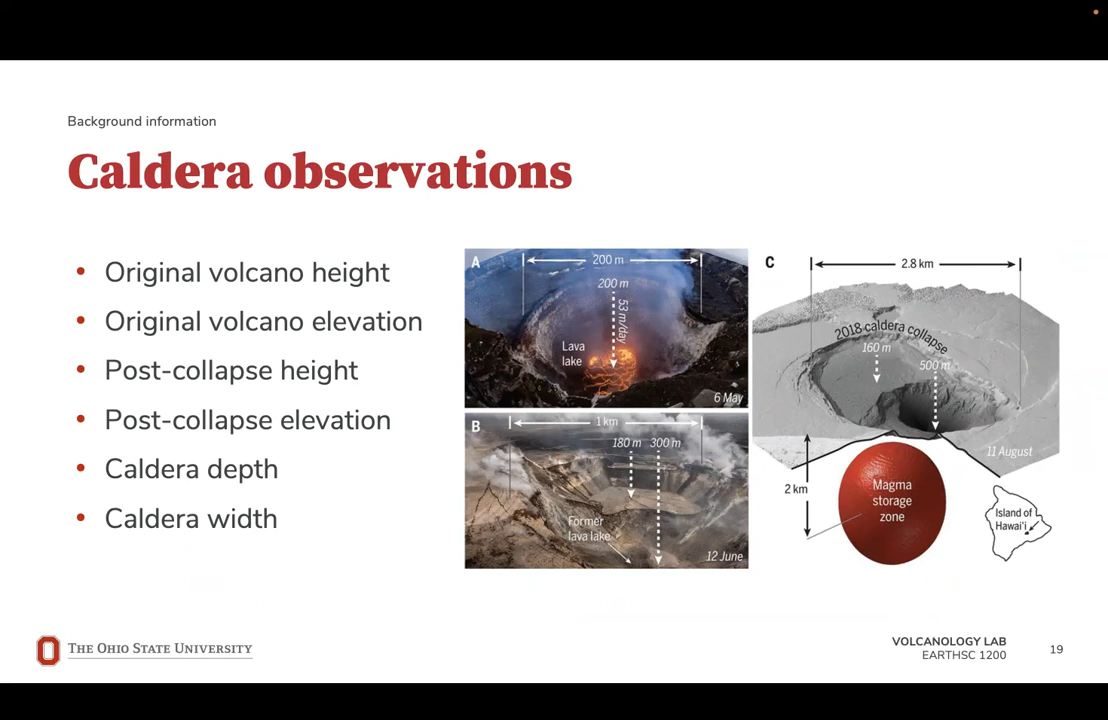 Background information
Caldera observations
• Original volcano height
• Original volcano elevation
• Post-collapse height
• Post-collapse elevation
• Caldera depth
• Caldera width
A
200 m
200 m
53 m/day
Lava
lake
6 May
B
1 km
180 m 300 m
Former
lava lake
12 June
C
2.8 km
2018 caldera collapse
160 m
500 m
11 August
2 km
Magma
storage
zone
Island of
Hawai'i
THE OHIO STATE UNIVERSITY
VOLCANOLOGY LAB
EARTHSC 1200
19